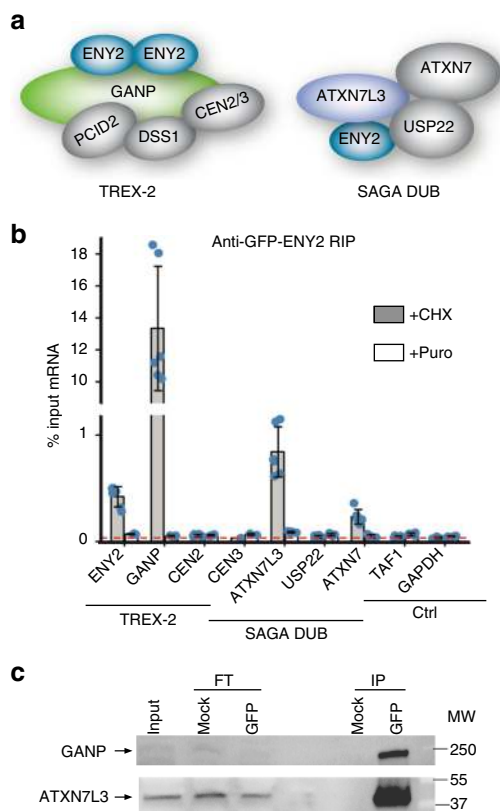 a
ENY2 ENY2
GANP
PCID2
DSS1
CEN2/3
TREX-2
ATXN7
ATXN7L3
USP22
ENY2
SAGA DUB
b
Anti-GFP-ENY2 RIP
% input mRNA
18
16
14
12
10
1
0
+CHX
+Puro
ENY2
GANP
CEN2
CEN3
ATXN7L3
USP22
ATXN7
TAF1
GAPDH
TREX-2
SAGA DUB
Ctrl
c
FT
IP
Input
Mock
GFP
Mock
GFP
MW
GANP
250
ATXN7L3
55
37